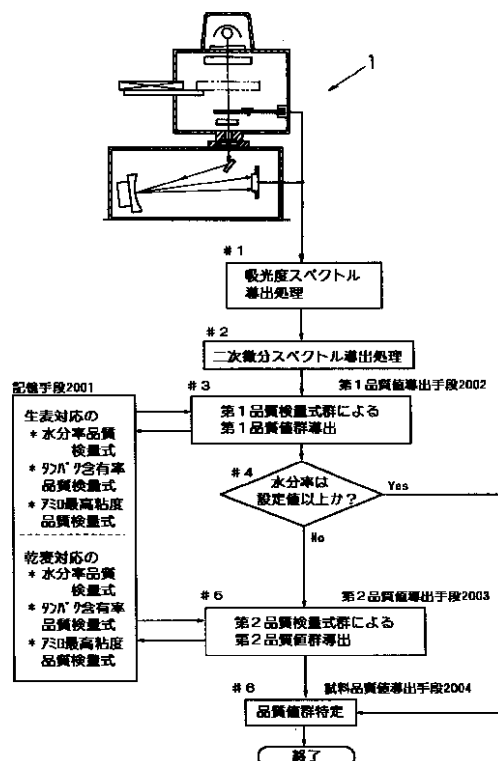 1
#1
吸光度スペクトル
導出処理
#2
二次微分スペクトル導出処理
記憶手段2001
#3
第1品質値導出手段2002
生麦対応の
* 水分率品質
検量式
* タンパク含有率
品質検量式
* アミロ最高粘度
品質検量式
乾麦対応の
* 水分率品質
検量式
* タンパク含有率
品質検量式
* アミロ最高粘度
品質検量式
第1品質検量式群による
第1品質値群導出
#4
水分率は
設定値以上か?
Yes
No
#5
第2品質値導出手段2003
第2品質検量式群による
第2品質値群導出
#6
試料品質値導出手段2004
品質値群特定
終了